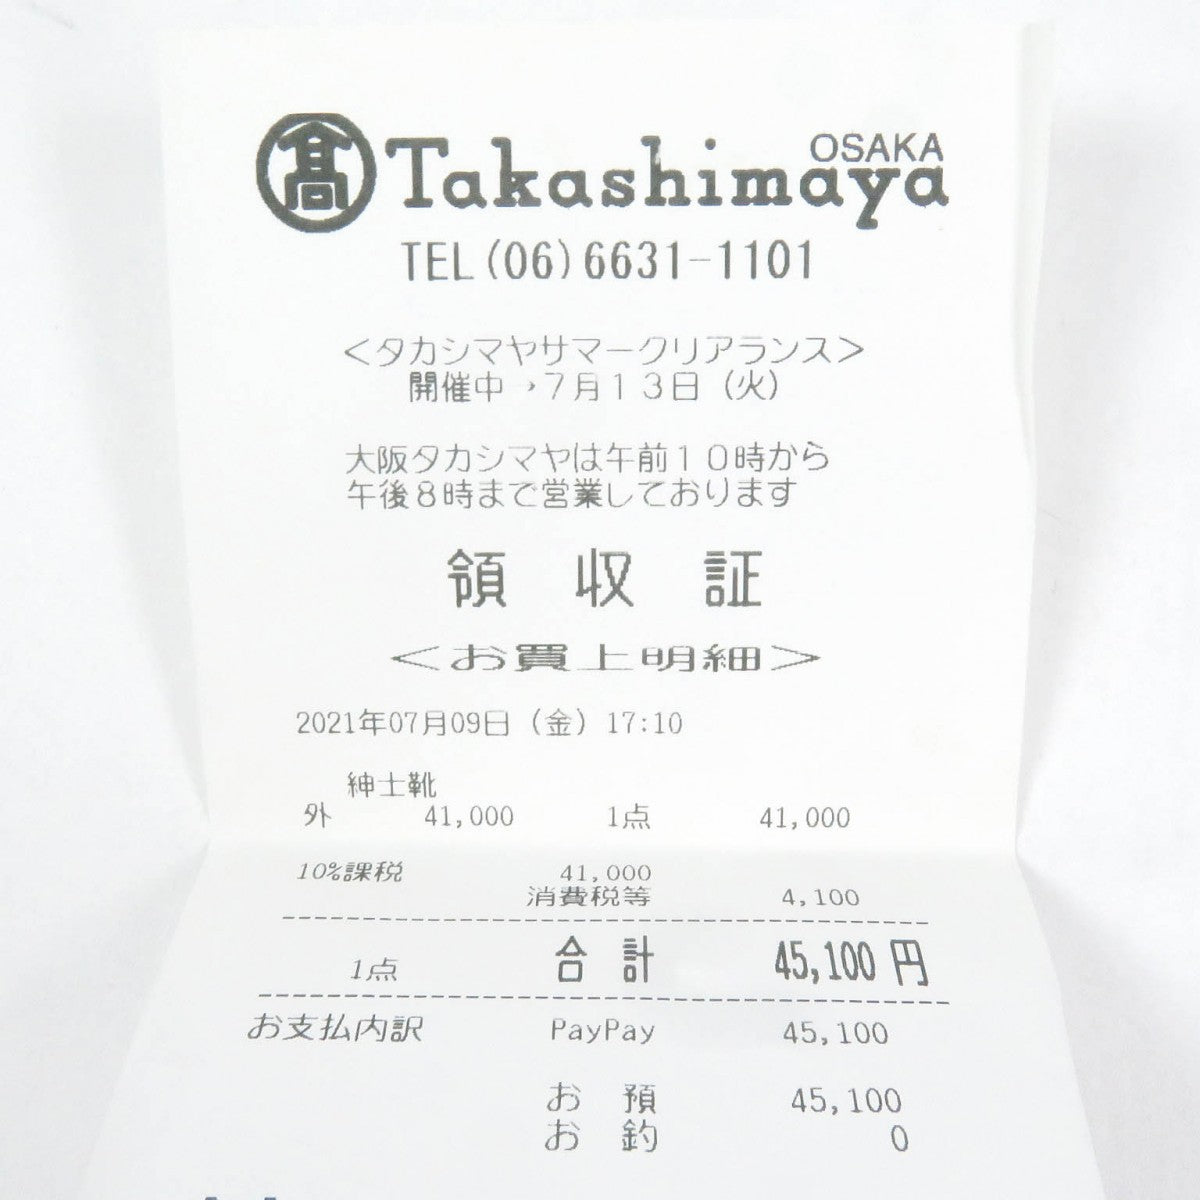 髙 Takashimaya OSAKA
TEL(06)6631-1101
＜タカシマヤサマークリアランス＞
開催中→7月13日（火）
大阪タカシマヤは午前10時から
午後8時まで営業しております
領 収 証
＜お買上明細＞
2021年07月09日（金）17:10
紳士靴
外 41,000 1点 41,000
10%課税 41,000
消費税等 4,100
1点 合 計 45,100円
お支払内訳 PayPay 45,100
お 預 45,100
お 釣 0